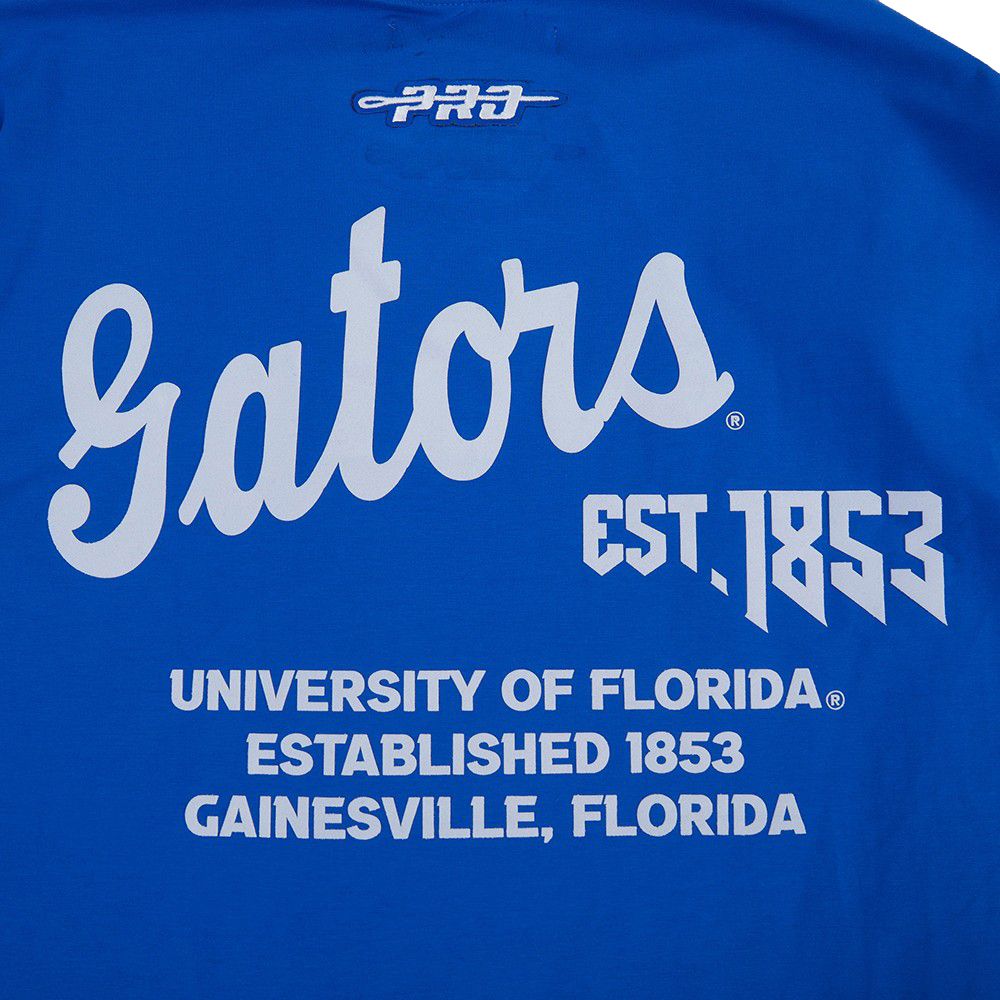 PRO
Gators®
EST. 1853
UNIVERSITY OF FLORIDA®
ESTABLISHED 1853
GAINESVILLE, FLORIDA